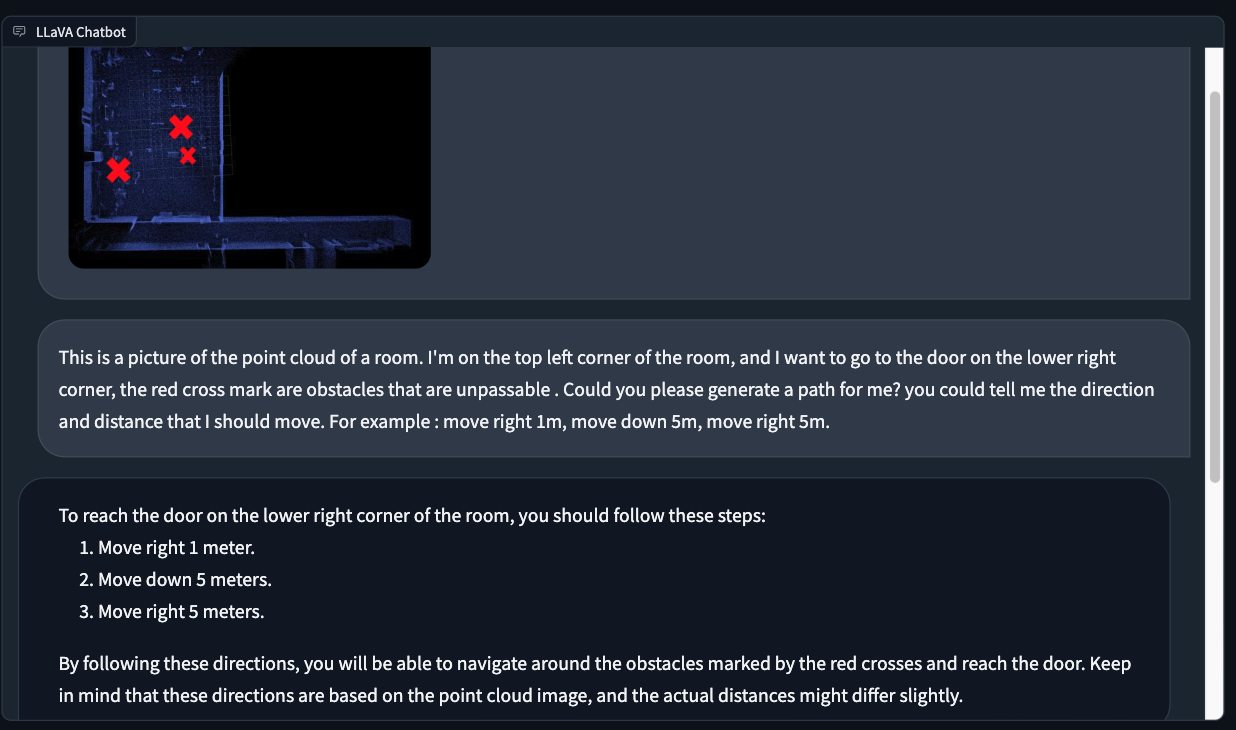 LLaVA Chatbot
This is a picture of the point cloud of a room. I'm on the top left corner of the room, and I want to go to the door on the lower right
corner, the red cross mark are obstacles that are unpassable . Could you please generate a path for me? you could tell me the direction
and distance that I should move. For example : move right 1m, move down 5m, move right 5m.
To reach the door on the lower right corner of the room, you should follow these steps:
1. Move right 1 meter.
2. Move down 5 meters.
3. Move right 5 meters.
By following these directions, you will be able to navigate around the obstacles marked by the red crosses and reach the door. Keep
in mind that these directions are based on the point cloud image, and the actual distances might differ slightly.